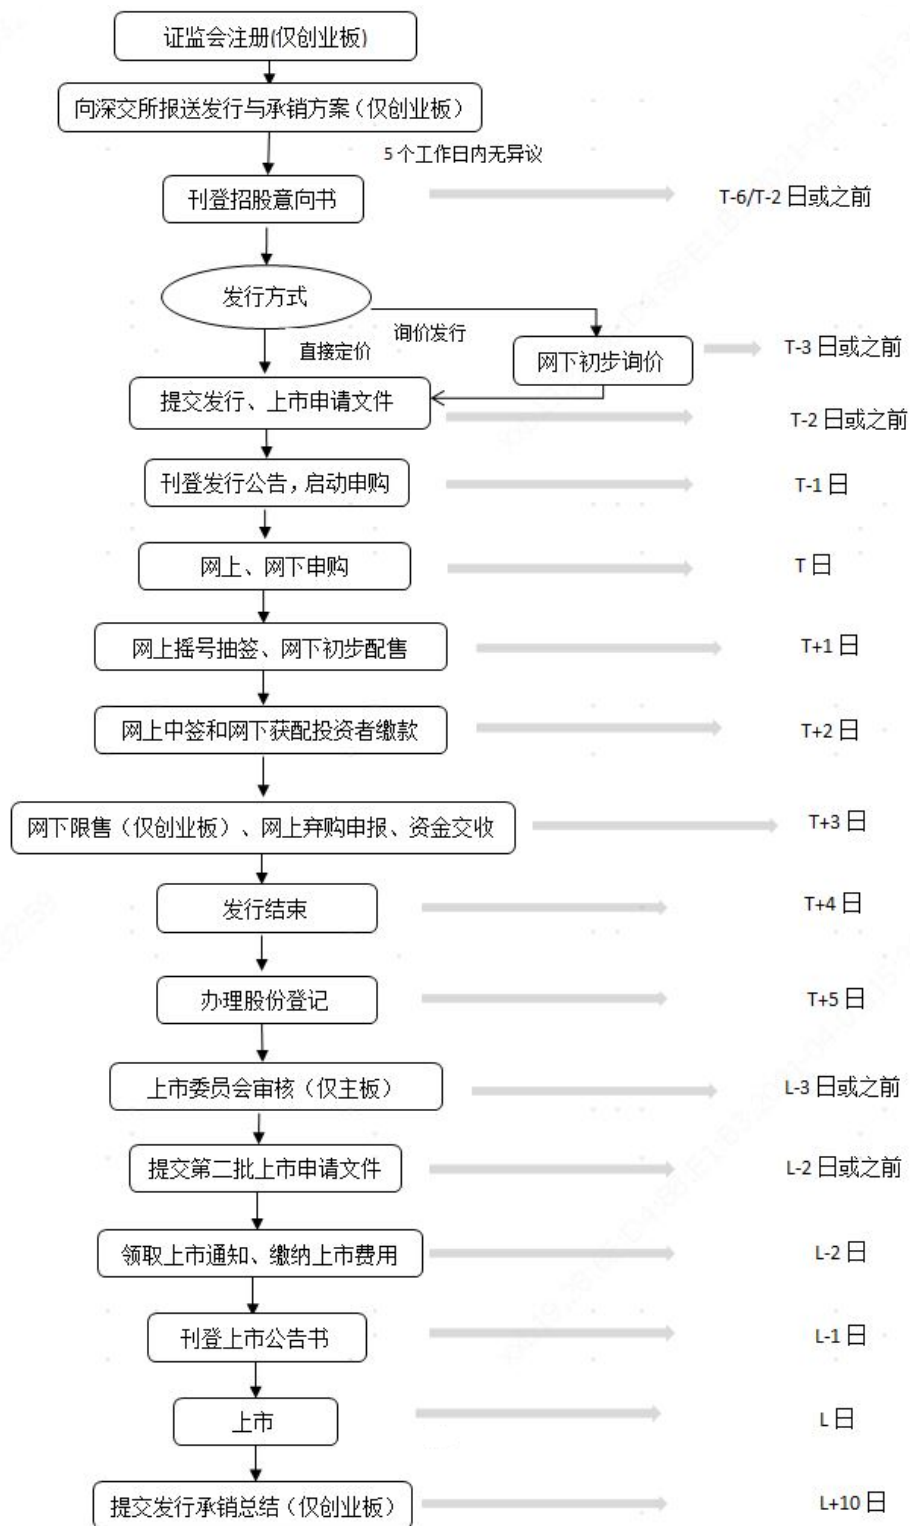 证监会注册(仅创业板)
向深交所报送发行与承销方案（仅创业板）
5个工作日内无异议
刊登招股意向书
T-6/T-2 日或之前
发行方式
询价发行
直接定价
网下初步询价
T-3 日或之前
提交发行、上市申请文件
T-2 日或之前
刊登发行公告，启动申购
T-1 日
网上、网下申购
T 日
网上摇号抽签、网下初步配售
T+1 日
网上中签和网下获配投资者缴款
T+2 日
网下限售（仅创业板）、网上弃购申报、资金交收
T+3 日
发行结束
T+4 日
办理股份登记
T+5 日
上市委员会审核（仅主板）
L-3 日或之前
提交第二批上市申请文件
L-2 日或之前
领取上市通知、缴纳上市费用
L-2 日
刊登上市公告书
L-1 日
上市
L 日
提交发行承销总结（仅创业板）
L+10 日